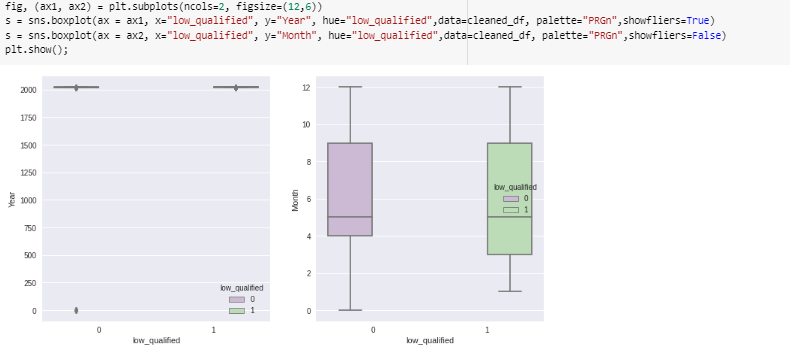 fig, (ax1, ax2) = plt.subplots(ncols=2, figsize=(12,6))
s = sns.boxplot(ax = ax1, x="low_qualified", y="Year", hue="low_qualified",data=cleaned_df, palette="PRGn",showfliers=True)
s = sns.boxplot(ax = ax2, x="low_qualified", y="Month", hue="low_qualified",data=cleaned_df, palette="PRGn",showfliers=False)
plt.show();
2000
1750
1500
1250
1000
750
500
250
0
Year
low_qualified
0
1
0
1
low_qualified
12
10
8
6
4
2
0
Month
low_qualified
0
1
0
1
low_qualified